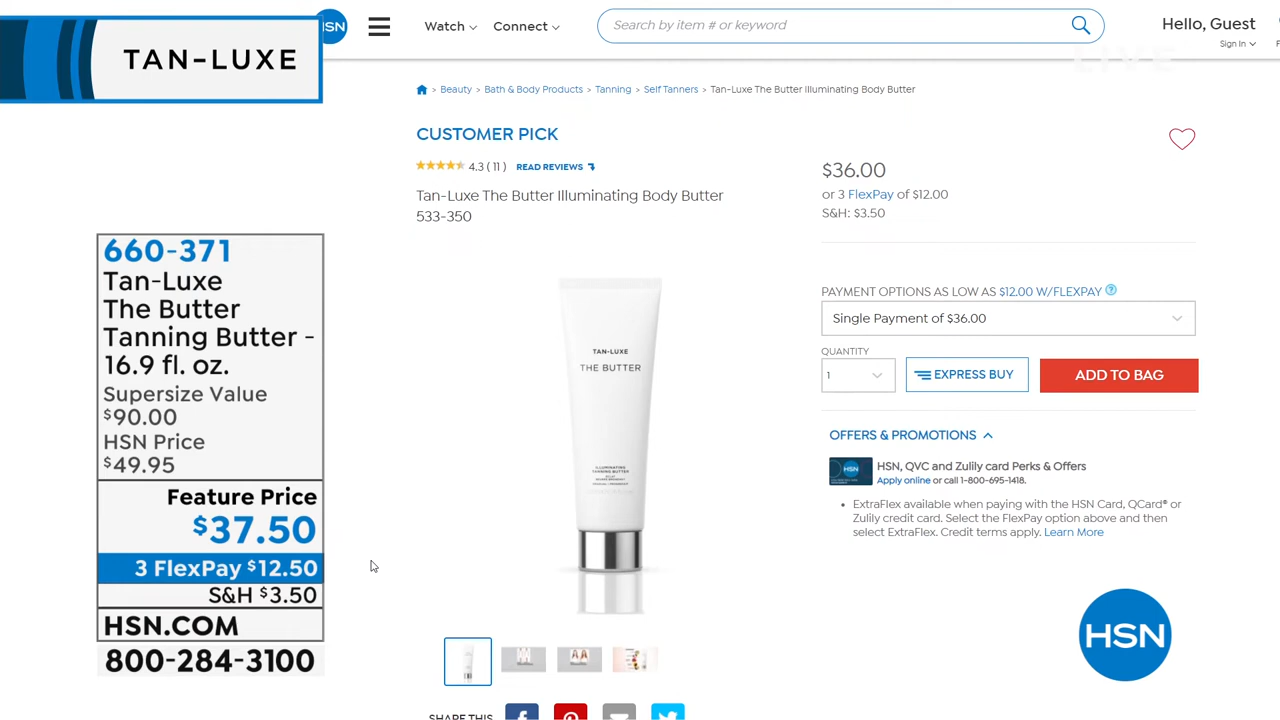 TAN-LUXE
HSN
Watch
Connect
Search by item # or keyword
Hello, Guest
Sign In
LIVE
> Beauty > Bath & Body Products > Tanning > Self Tanners > Tan-Luxe The Butter Illuminating Body Butter
CUSTOMER PICK
4.3 ( 11 ) READ REVIEWS
Tan-Luxe The Butter Illuminating Body Butter
533-350
$36.00
or 3 FlexPay of $12.00
S&H: $3.50
PAYMENT OPTIONS AS LOW AS $12.00 W/FLEXPAY ?
Single Payment of $36.00
QUANTITY
1
EXPRESS BUY
ADD TO BAG
OFFERS & PROMOTIONS
HSN
HSN, QVC and Zulily card Perks & Offers
Apply online or call 1-800-695-1418.
• ExtraFlex available when paying with the HSN Card, QCard® or
Zulily credit card. Select the FlexPay option above and then
select ExtraFlex. Credit terms apply. Learn More
TAN-LUXE
THE BUTTER
ILLUMINATING
TANNING BUTTER
660-371
Tan-Luxe
The Butter
Tanning Butter -
16.9 fl. oz.
Supersize Value
$90.00
HSN Price
$49.95
Feature Price
$37.50
3 FlexPay $12.50
S&H $3.50
HSN.COM
800-284-3100
SHARE THIS
HSN